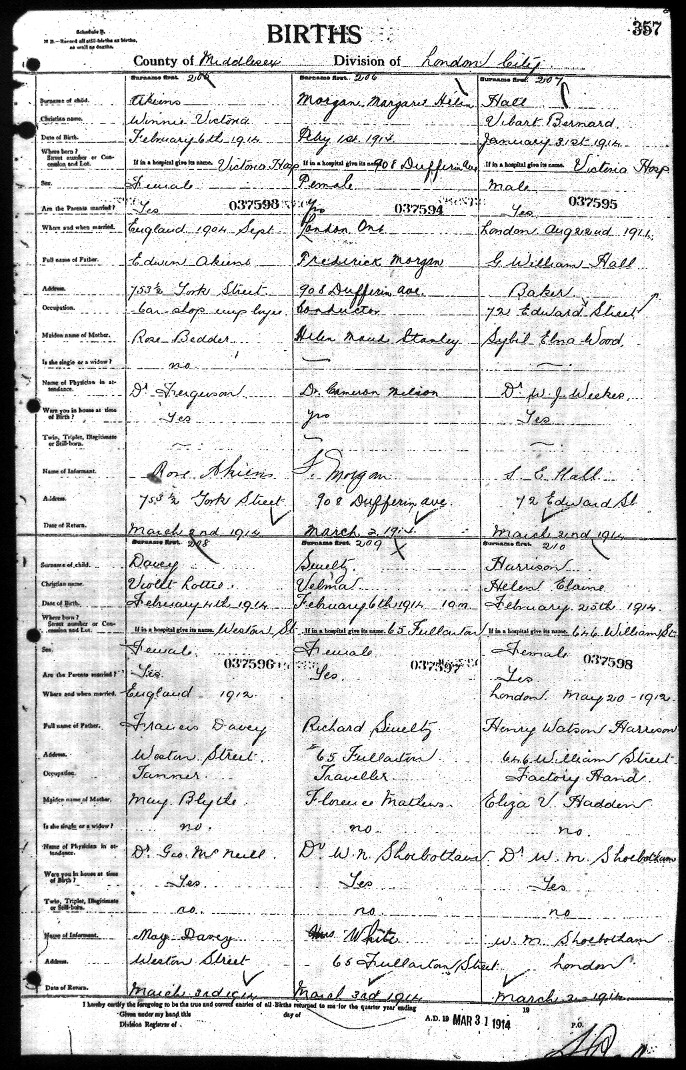 Schedule B.
N.B.—Record all still births as births, as well as deaths.
BIRTHS
357
County of Middlesex Division of London City
Surname first. 206 Surname first. 207
Surname of child. Akins Morgan, Margaret Helen Hall
Christian name. Winnie Victoria Vibart Bernard
Date of Birth. February 6th 1914 Feby 1st 1914 January 31st 1914
Where born? Street number or Concession and Lot. If in a hospital give its name. Victoria Hosp If in a hospital give its name. 908 Dufferin Ave If in a hospital give its name. Victoria Hosp
Sex. Female Female Male
037593 037594 037595
Are the Parents married? Yes Yes Yes
Where and when married. England 1904 Sept. London Ont London Aug 22nd 1911
Full name of Father. Edwin Akins Frederick Morgan G. William Hall
Address. 753½ York Street 908 Dufferin Ave. Baker
Occupation. Car shop employee Conductor 72 Edward Street
Maiden name of Mother. Rose Bedder Helen Maud Stanley Sybil Edna Wood
Is she single or a widow? no
Name of Physician in attendance. Dr Ferguson Dr. Cameron Wilson Dr W. J. Weekes
Were you in house at time of Birth? Yes yes Yes
Twin, Triplet, Illegitimate or Still-born.
Name of Informant. Rose Akins F. Morgan S. E. Hall
Address. 753½ York Street 908 Dufferin Ave. 72 Edward St
Date of Return. March 2nd 1914 March 2 1914 March 2nd 1914
Surname first. 208 Surname first. 209 Surname first. 210
Surname of child. Davey Smeltz Harrison
Christian name. Violet Lottie Velma Helen Elaine
Date of Birth. February 4th 1914 February 6th 1914 February 25th 1914
Where born? Street number or Concession and Lot. If in a hospital give its name. Weston St If in a hospital give its name. 65 Fullarton If in a hospital give its name. 646 William St.
Sex. Female Female Female
037596 037597 037598
Are the Parents married? Yes Yes. Yes
Where and when married. England 1912 London. May 20-1912
Full name of Father. Francis Davey Richard Smeltz Henry Watson Harrison
Address. Weston Street 65 Fullarton 646 William Street
Occupation. Tanner Traveller Factory Hand
Maiden name of Mother. May Blythe Florence Mathews Eliza V. Hadden
Is she single or a widow? no. no no.
Name of Physician in attendance. Dr Geo. McNeill Dr W. N. Shoebotham Dr W. M. Shoebotham
Were you in house at time of Birth? Yes Yes Yes
Twin, Triplet, Illegitimate or Still-born. no. no no
Name of Informant. May Davey Mrs White W. M. Shoebotham
Address Weston Street 65 Fullarton Street London
Date of Return. March 3rd 1914 March 3rd 1914 March 2-1914
I hereby certify the foregoing to be the true and correct entries of all Births returned to me for the quarter year ending 19
Given under my hand this day of A.D. 19 MAR 31 1914
Division Registrar of P.O.